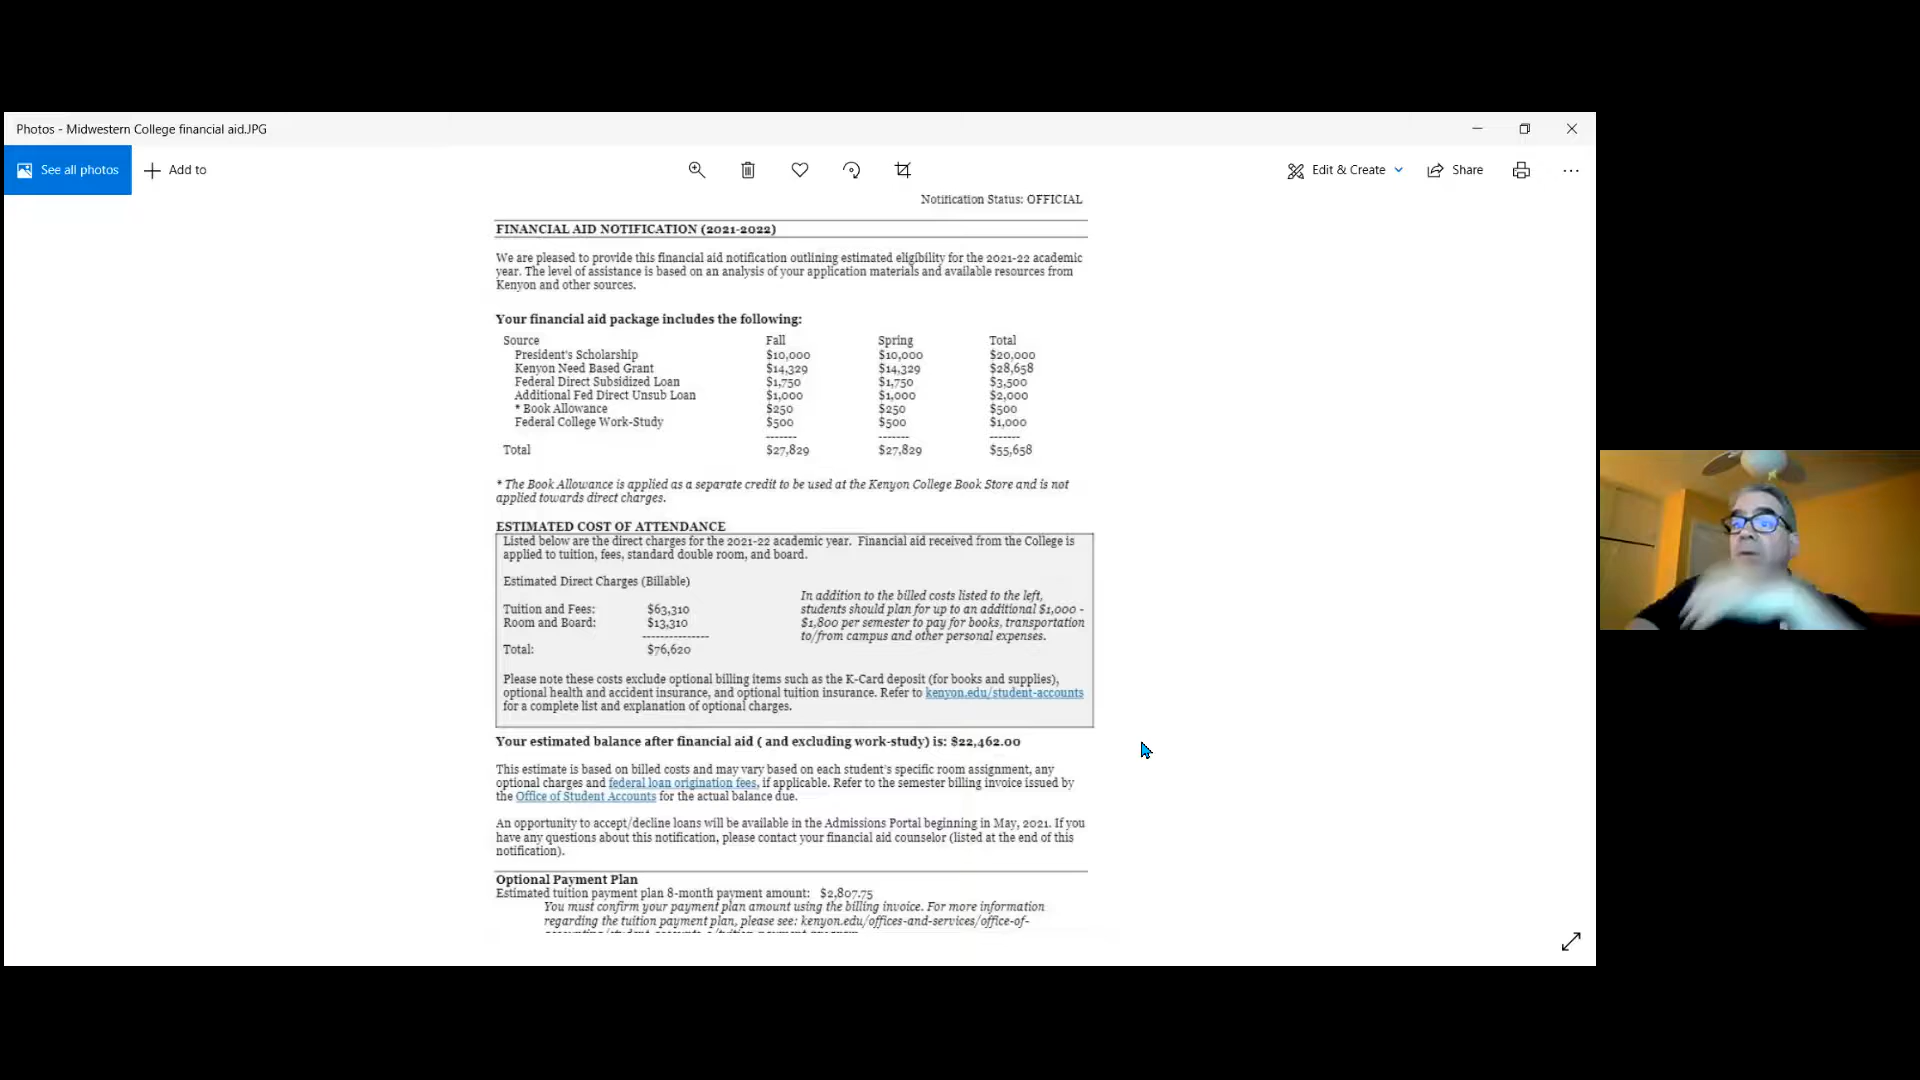 Photos - Midwestern College financial aid.JPG
See all photos
Add to
Edit & Create
Share
Notification Status: OFFICIAL
FINANCIAL AID NOTIFICATION (2021-2022)
We are pleased to provide this financial aid notification outlining estimated eligibility for the 2021-22 academic
year. The level of assistance is based on an analysis of your application materials and available resources from
Kenyon and other sources.
Your financial aid package includes the following:
Source Fall Spring Total
President's Scholarship $10,000 $10,000 $20,000
Kenyon Need Based Grant $14,329 $14,329 $28,658
Federal Direct Subsidized Loan $1,750 $1,750 $3,500
Additional Fed Direct Unsub Loan $1,000 $1,000 $2,000
* Book Allowance $250 $250 $500
Federal College Work-Study $500 $500 $1,000
------- ------- -------
Total $27,829 $27,829 $55,658
* The Book Allowance is applied as a separate credit to be used at the Kenyon College Book Store and is not
applied towards direct charges.
ESTIMATED COST OF ATTENDANCE
Listed below are the direct charges for the 2021-22 academic year. Financial aid received from the College is
applied to tuition, fees, standard double room, and board.
Estimated Direct Charges (Billable)
Tuition and Fees: $63,310
Room and Board: $13,310
---------------
Total: $76,620
In addition to the billed costs listed to the left,
students should plan for up to an additional $1,000 -
$1,800 per semester to pay for books, transportation
to/from campus and other personal expenses.
Please note these costs exclude optional billing items such as the K-Card deposit (for books and supplies),
optional health and accident insurance, and optional tuition insurance. Refer to kenyon.edu/student-accounts
for a complete list and explanation of optional charges.
Your estimated balance after financial aid ( and excluding work-study) is: $22,462.00
This estimate is based on billed costs and may vary based on each student's specific room assignment, any
optional charges and federal loan origination fees, if applicable. Refer to the semester billing invoice issued by
the Office of Student Accounts for the actual balance due.
An opportunity to accept/decline loans will be available in the Admissions Portal beginning in May, 2021. If you
have any questions about this notification, please contact your financial aid counselor (listed at the end of this
notification).
Optional Payment Plan
Estimated tuition payment plan 8-month payment amount: $2,807.75
You must confirm your payment plan amount using the billing invoice. For more information
regarding the tuition payment plan, please see: kenyon.edu/offices-and-services/office-of-